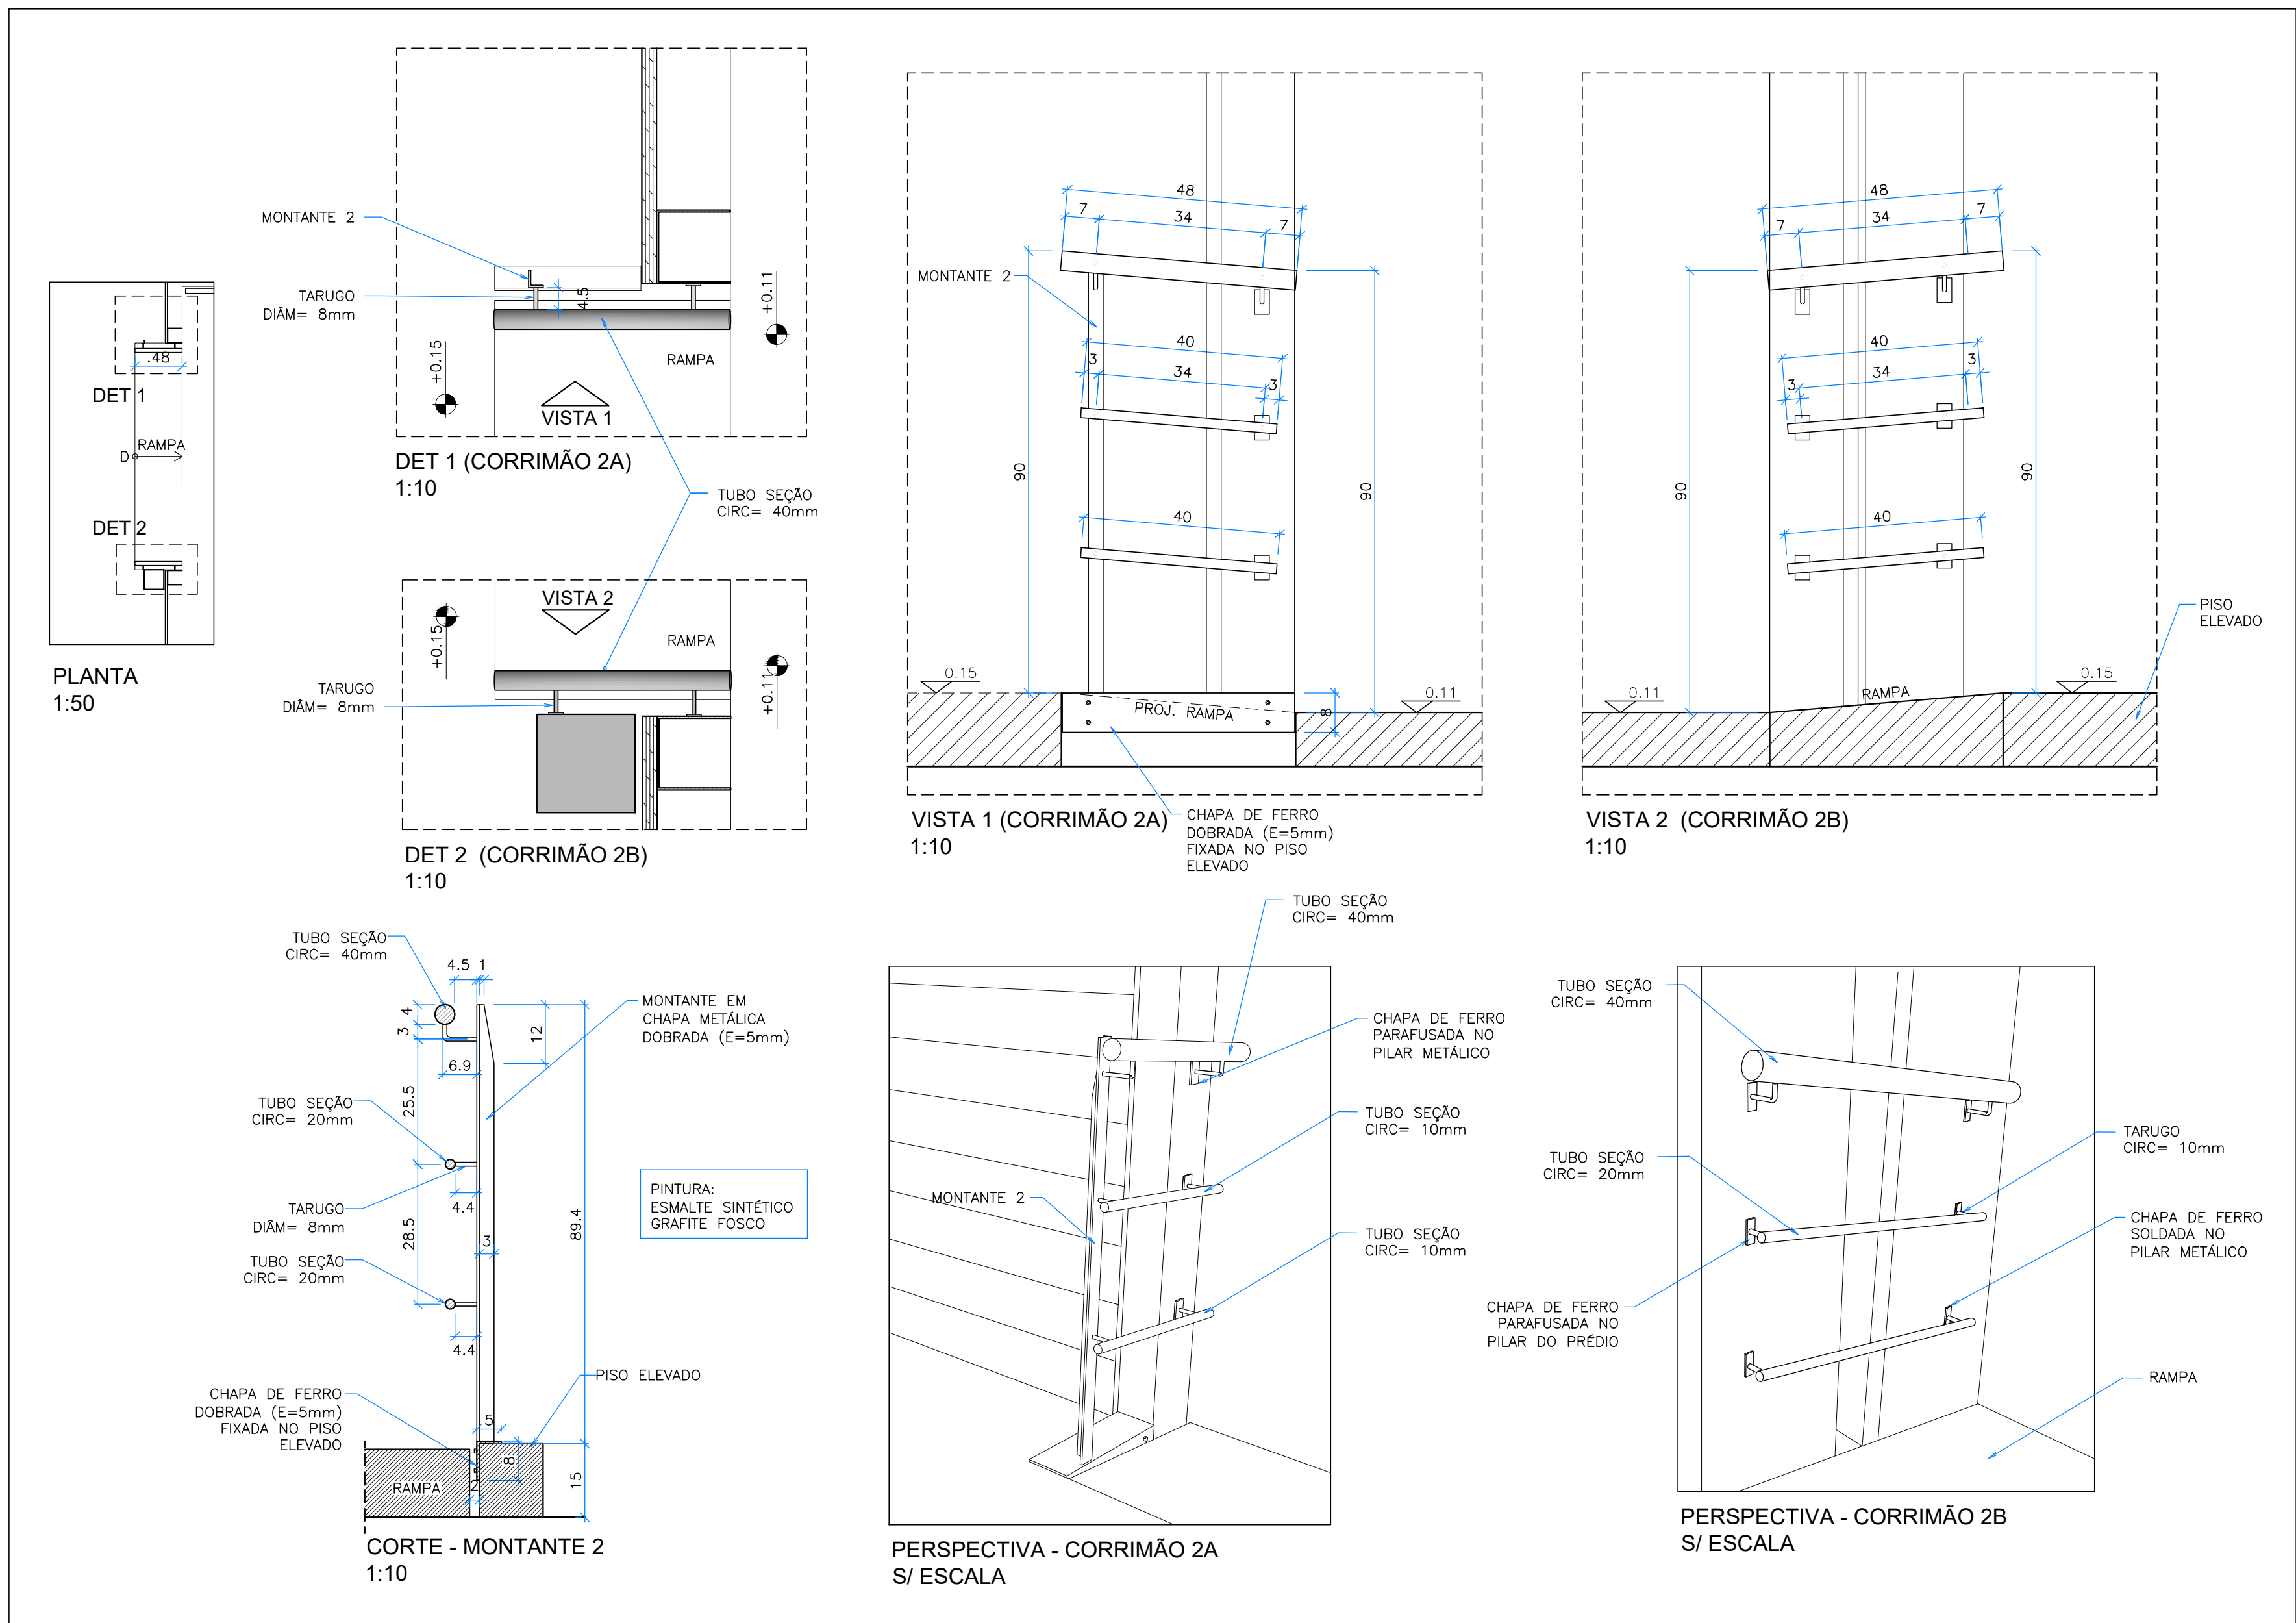 .48
DET 1
RAMPA
D
DET 2
PLANTA
1:50
MONTANTE 2
TARUGO
DIÂM= 8mm
4.5
+0.11
+0.15
RAMPA
VISTA 1
DET 1 (CORRIMÃO 2A)
1:10
TUBO SEÇÃO
CIRC= 40mm
VISTA 2
+0.15
RAMPA
+0.11
TARUGO
DIÂM= 8mm
DET 2 (CORRIMÃO 2B)
1:10
48
7
34
7
MONTANTE 2
40
3
34
3
90
90
40
0.15
PROJ. RAMPA
8
0.11
VISTA 1 (CORRIMÃO 2A)
1:10
CHAPA DE FERRO
DOBRADA (E=5mm)
FIXADA NO PISO
ELEVADO
48
7
34
7
40
3
34
3
90
90
40
PISO
ELEVADO
0.11
RAMPA
0.15
VISTA 2 (CORRIMÃO 2B)
1:10
TUBO SEÇÃO
CIRC= 40mm
4.5
1
4
3
12
6.9
MONTANTE EM
CHAPA METÁLICA
DOBRADA (E=5mm)
TUBO SEÇÃO
CIRC= 20mm
25.5
4.4
TARUGO
DIÂM= 8mm
28.5
3
89.4
TUBO SEÇÃO
CIRC= 20mm
4.4
PINTURA:
ESMALTE SINTÉTICO
GRAFITE FOSCO
PISO ELEVADO
CHAPA DE FERRO
DOBRADA (E=5mm)
FIXADA NO PISO
ELEVADO
5
8
2
15
RAMPA
CORTE - MONTANTE 2
1:10
TUBO SEÇÃO
CIRC= 40mm
CHAPA DE FERRO
PARAFUSADA NO
PILAR METÁLICO
TUBO SEÇÃO
CIRC= 10mm
MONTANTE 2
TUBO SEÇÃO
CIRC= 10mm
PERSPECTIVA - CORRIMÃO 2A
S/ ESCALA
TUBO SEÇÃO
CIRC= 40mm
TARUGO
CIRC= 10mm
TUBO SEÇÃO
CIRC= 20mm
CHAPA DE FERRO
SOLDADA NO
PILAR METÁLICO
CHAPA DE FERRO
PARAFUSADA NO
PILAR DO PRÉDIO
RAMPA
PERSPECTIVA - CORRIMÃO 2B
S/ ESCALA